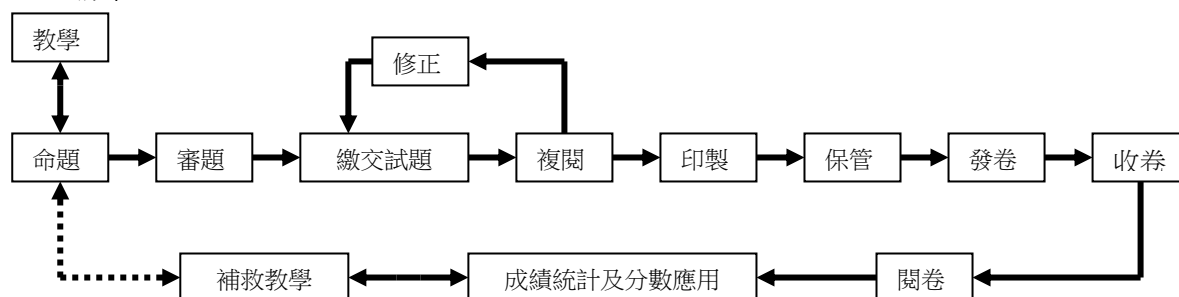 教學
修正
命題
審題
繳交試題
複閱
印製
保管
發卷
收卷
補救教學
成績統計及分數應用
閱卷